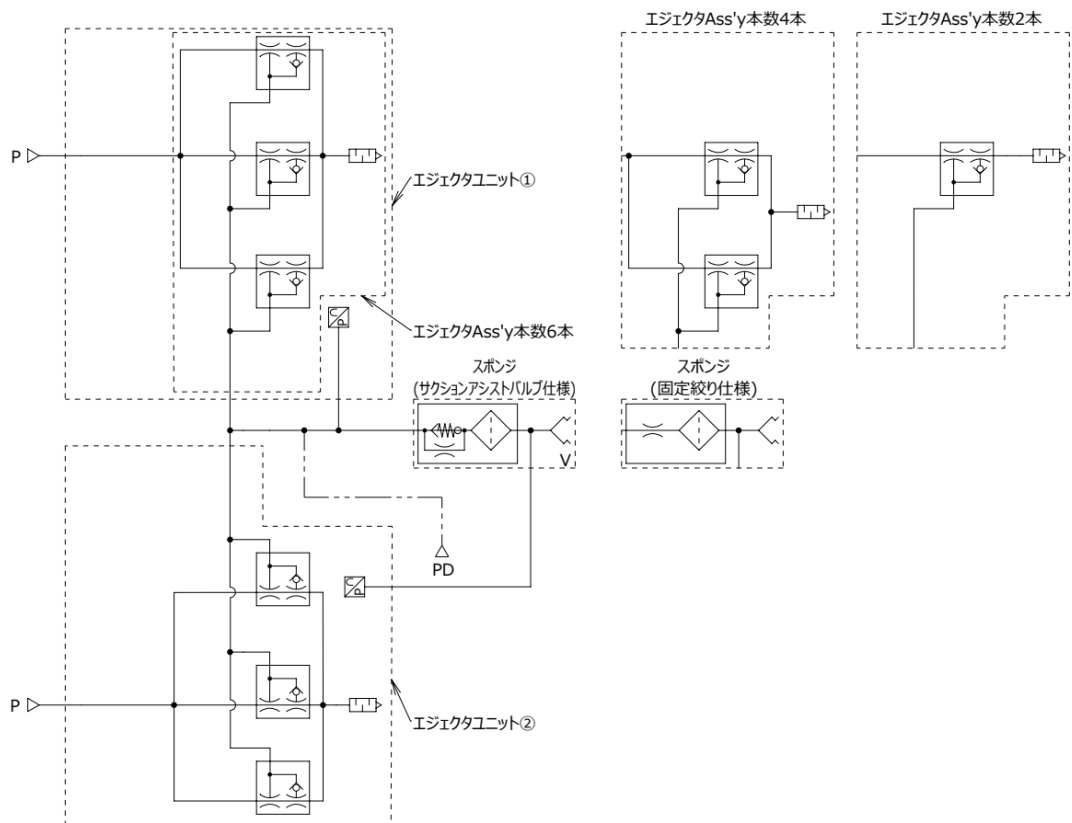 エジェクタAss'y本数4本
エジェクタAss'y本数2本
P
エジェクタユニット①
エジェクタAss'y本数6本
P
U
スポンジ
(サクションアシストバルブ仕様)
スポンジ
(固定絞り仕様)
V
PD
P
U
P
エジェクタユニット②